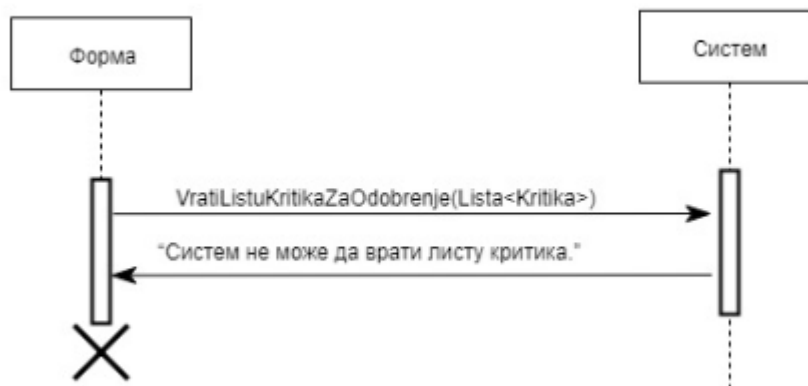 Форма
Систем
VratiListuKritikaZaOdobrenje(Lista<Kritika>)
“Систем не може да врати листу критика.”